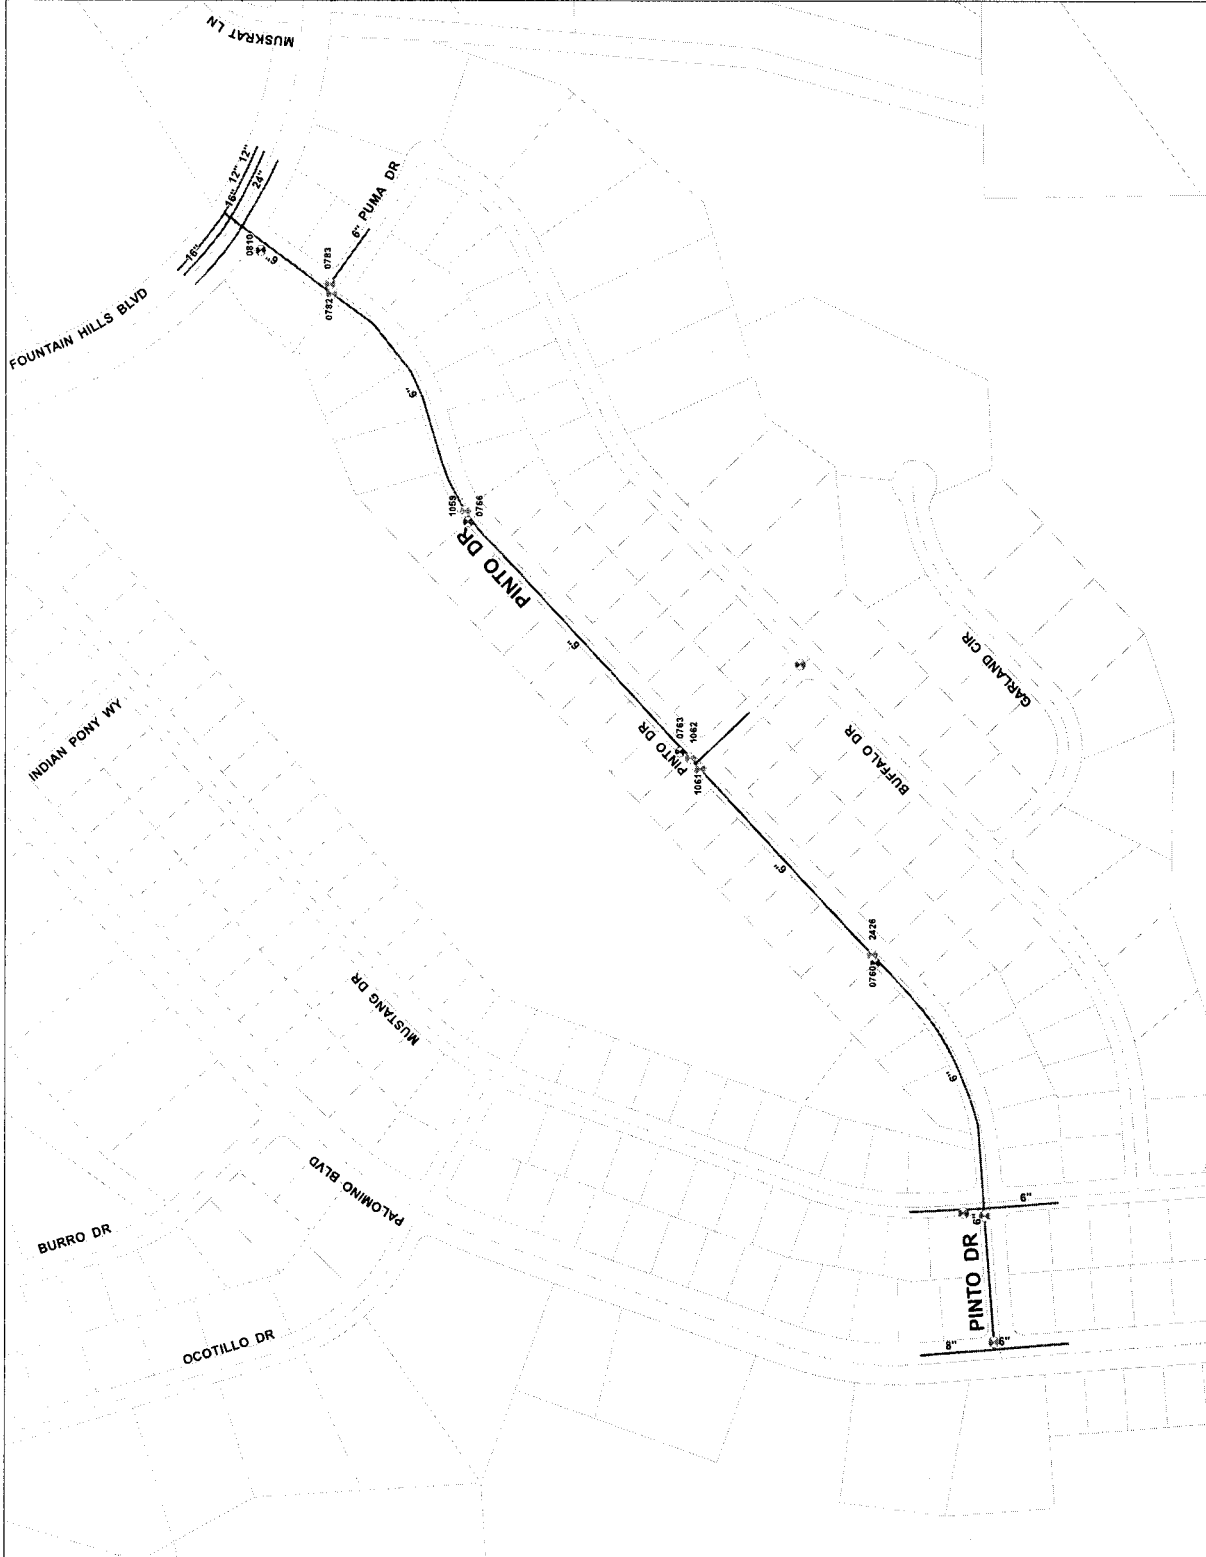 MUSKRAT LN
12"
12"
16"
24"
16"
6" PUMA DR
0810
6"
0783
0782
FOUNTAIN HILLS BLVD
6"
1059
0766
PINTO DR
6"
GARLAND CIR
INDIAN PONY WY
PINTO DR
0763
1062
1061
BUFFALO DR
6"
2426
0760
MUSTANG DR
6"
PALOMINO BLVD
BURRO DR
6"
6"
PINTO DR
OCOTILLO DR
8"
6"